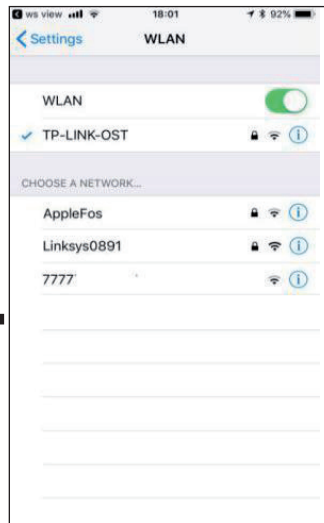 ws view 18:01 92%
Settings WLAN
WLAN
TP-LINK-OST
CHOOSE A NETWORK...
AppleFos
Linksys0891
7777